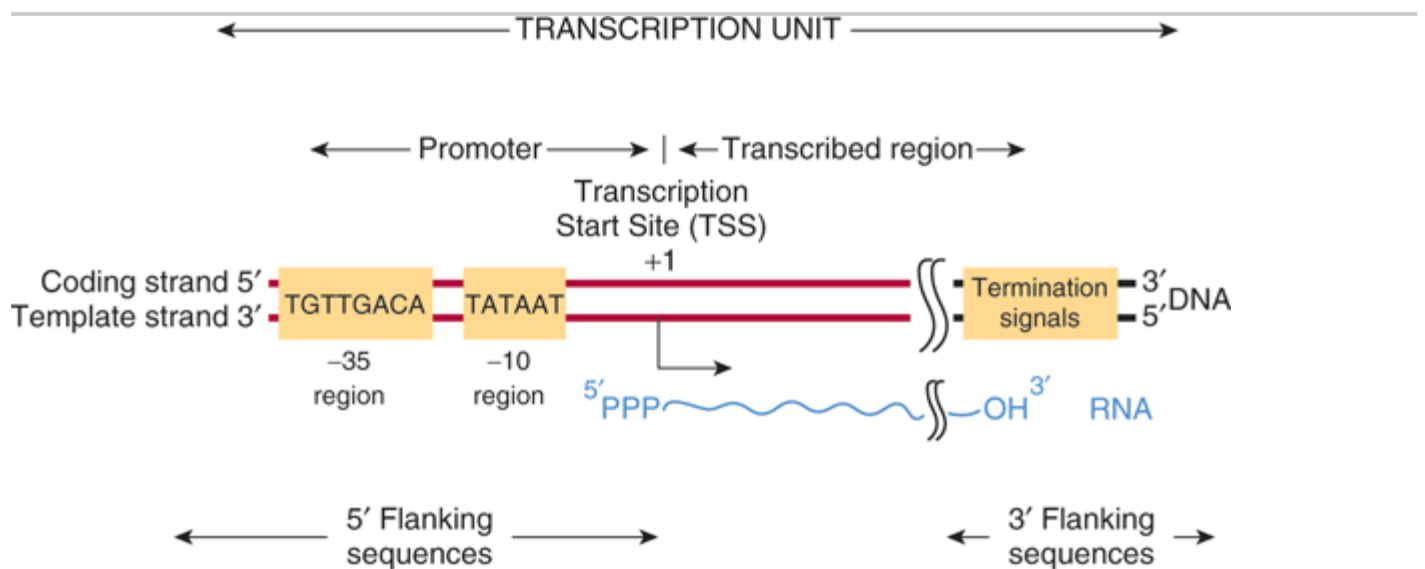 TRANSCRIPTION UNIT
Promoter
Transcribed region
Transcription
Start Site (TSS)
+1
Coding strand 5′
Template strand 3′
TGTTGACA
TATAAT
Termination
signals
3′
5′
DNA
−35
region
−10
region
5′
PPP
OH
3′
RNA
5′ Flanking
sequences
3′ Flanking
sequences